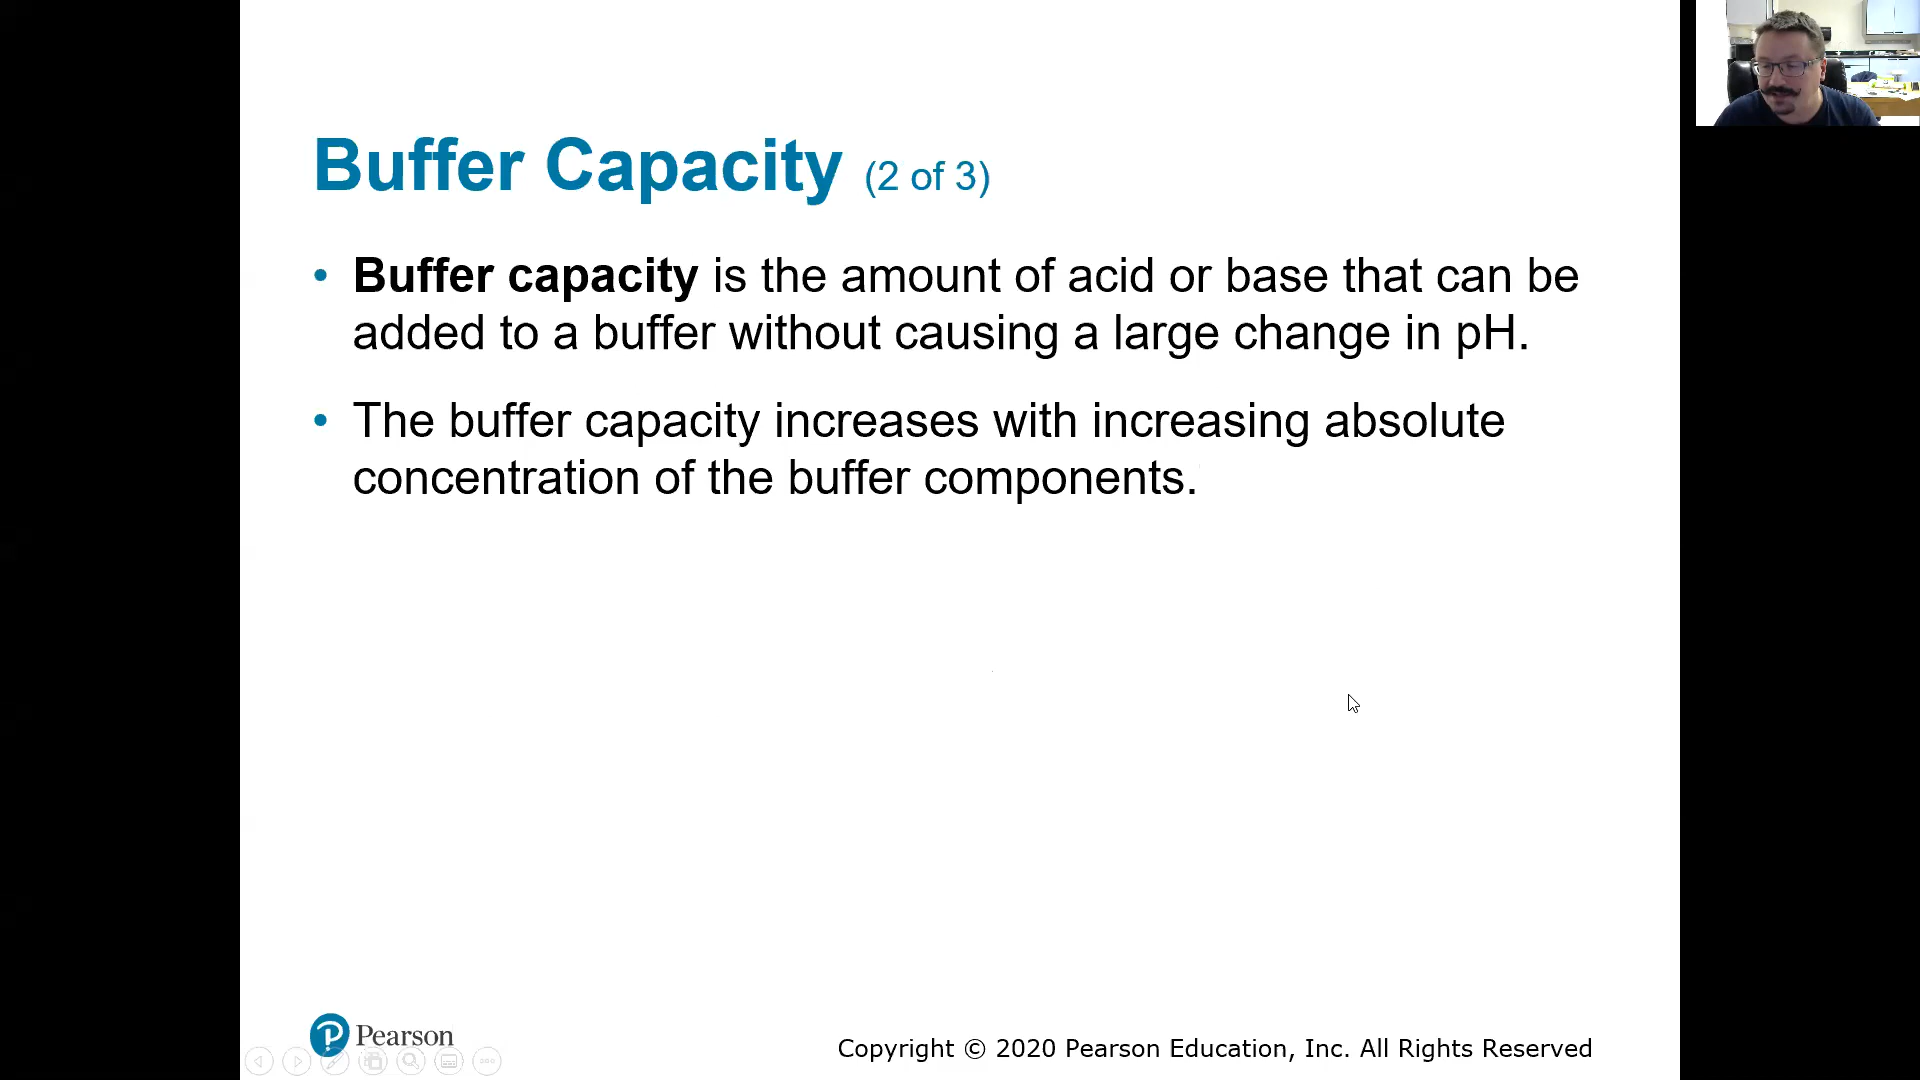 Buffer Capacity (2 of 3)
• Buffer capacity is the amount of acid or base that can be
added to a buffer without causing a large change in pH.
• The buffer capacity increases with increasing absolute
concentration of the buffer components.
Pearson
Copyright © 2020 Pearson Education, Inc. All Rights Reserved